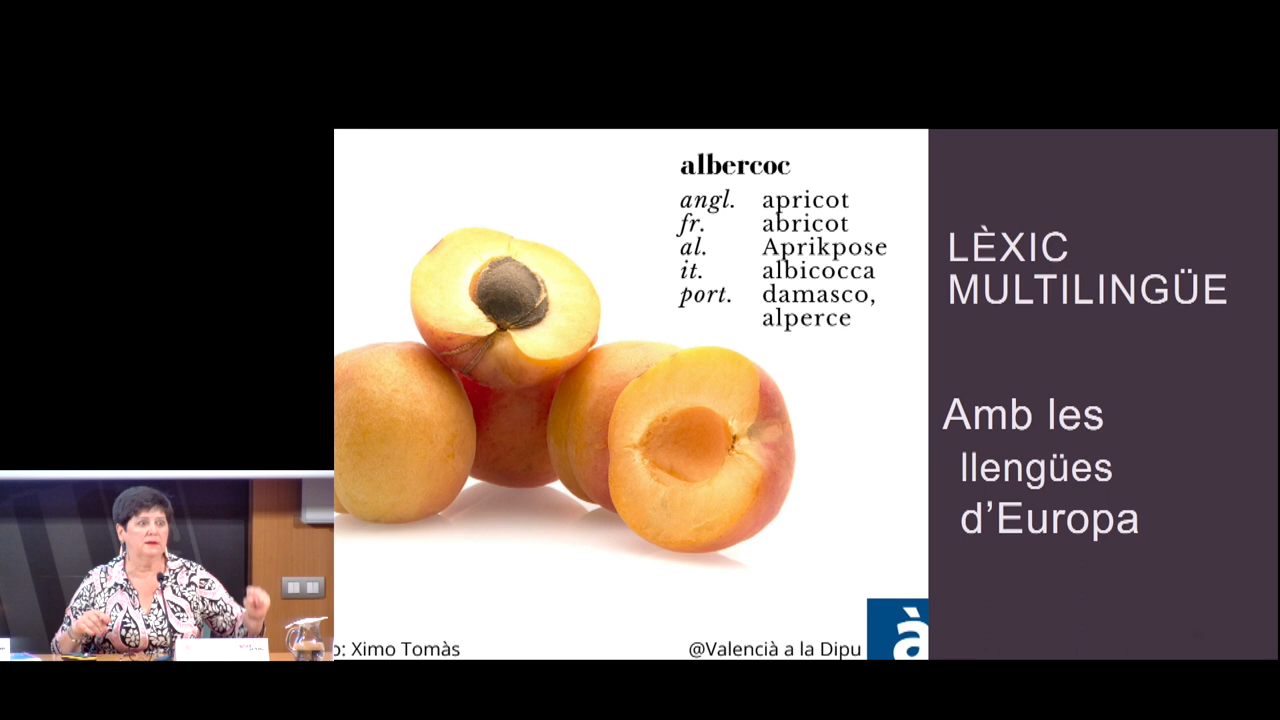 albercoc
angl. apricot
fr. abricot
al. Aprikpose
it. albicocca
port. damasco,
alperce
LÈXIC
MULTILINGÜE
Amb les
llengües
d’Europa
: Ximo Tomàs
@Valencià a la Dipu
à